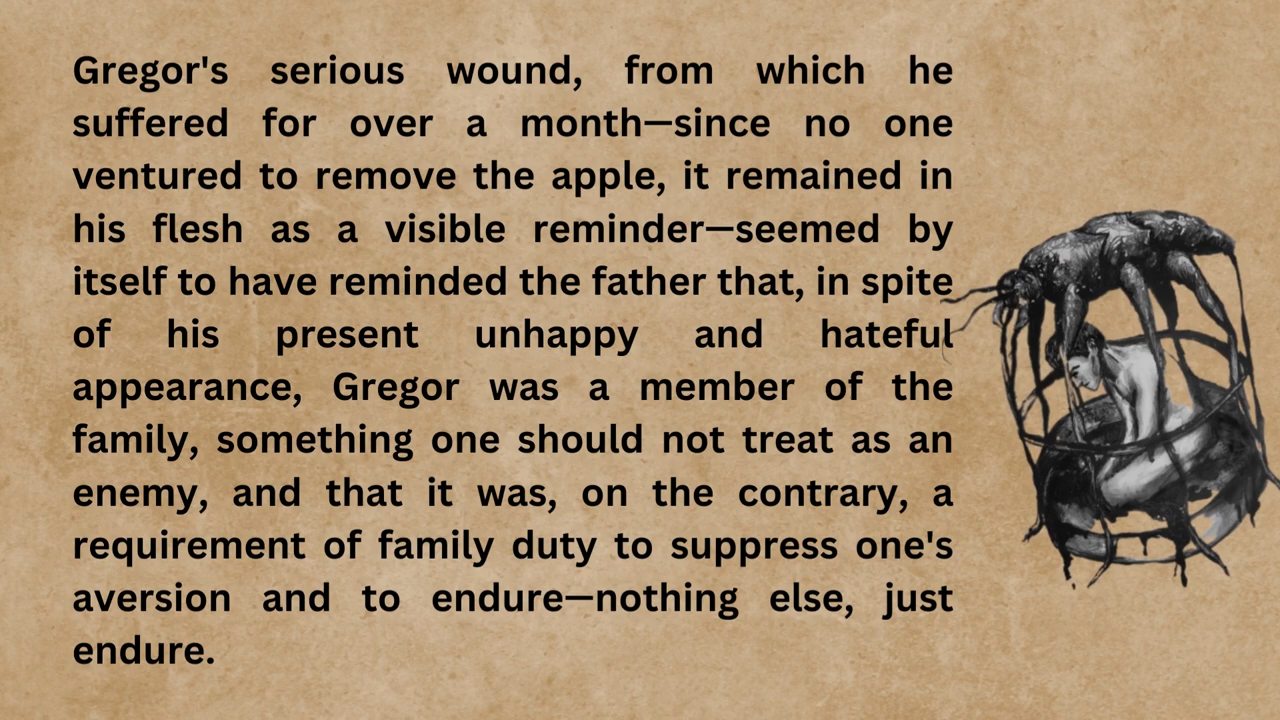 Gregor's serious wound, from which he
suffered for over a month—since no one
ventured to remove the apple, it remained in
his flesh as a visible reminder—seemed by
itself to have reminded the father that, in spite
of his present unhappy and hateful
appearance, Gregor was a member of the
family, something one should not treat as an
enemy, and that it was, on the contrary, a
requirement of family duty to suppress one's
aversion and to endure—nothing else, just
endure.